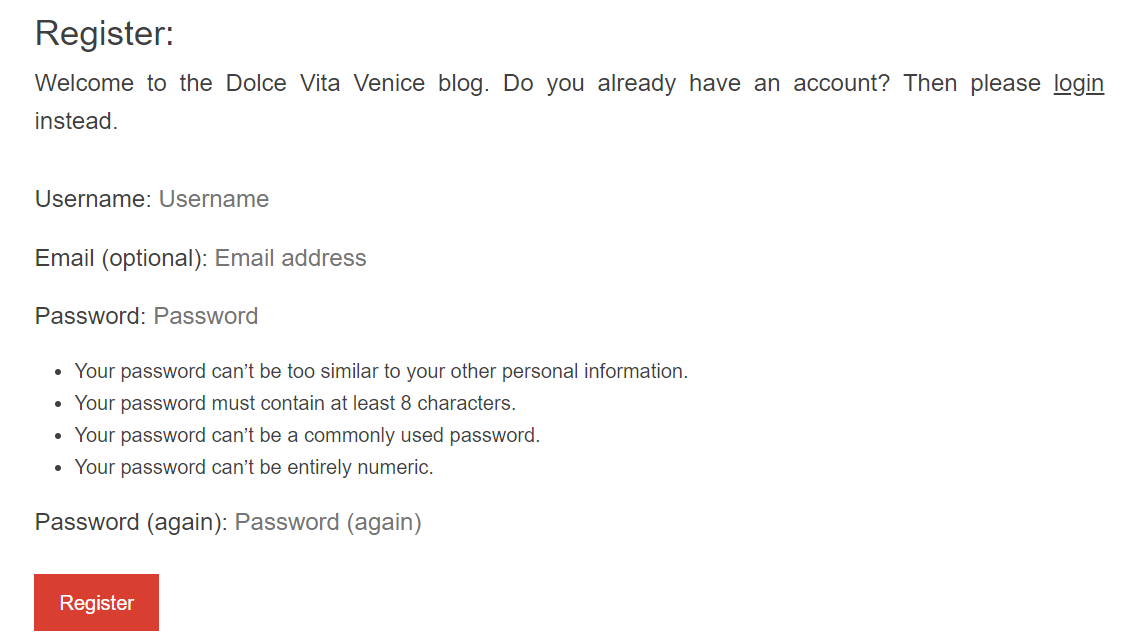 Register:
Welcome to the Dolce Vita Venice blog. Do you already have an account? Then please login
instead.
Username: Username
Email (optional): Email address
Password: Password
• Your password can’t be too similar to your other personal information.
• Your password must contain at least 8 characters.
• Your password can’t be a commonly used password.
• Your password can’t be entirely numeric.
Password (again): Password (again)
Register